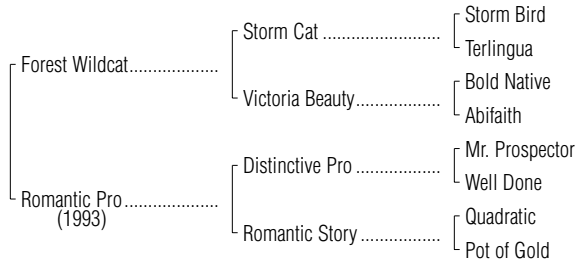 Storm Bird
Storm Cat ........................
Terlingua
Forest Wildcat..................
Bold Native
Victoria Beauty.................
Abifaith
Mr. Prospector
Distinctive Pro .................
Well Done
Romantic Pro...................
(1993)
Quadratic
Romantic Story ................
Pot of Gold